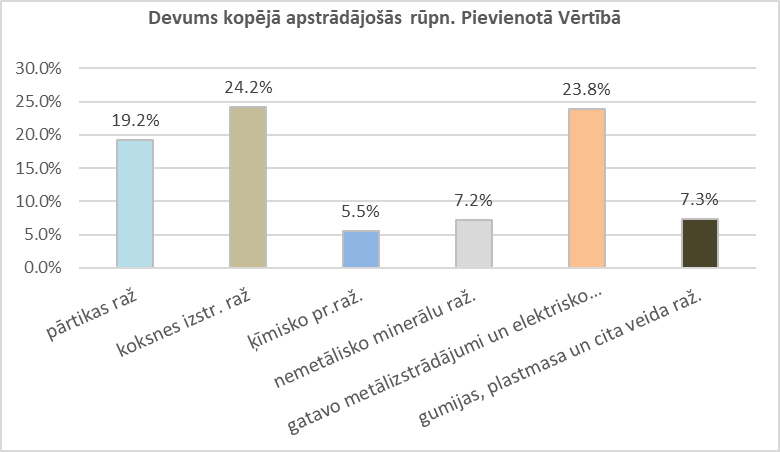 Devums kopējā apstrādājošās rūpn. Pievienotā Vērtībā
30.0%
25.0%
20.0%
15.0%
10.0%
5.0%
0.0%
19.2%
24.2%
5.5%
7.2%
23.8%
7.3%
pārtikas raž
koksnes izstr. raž
ķīmisko pr.raž.
nemetālisko minerālu raž.
gatavo metālizstrādājumi un elektrisko...
gumijas, plastmasa un cita veida raž.